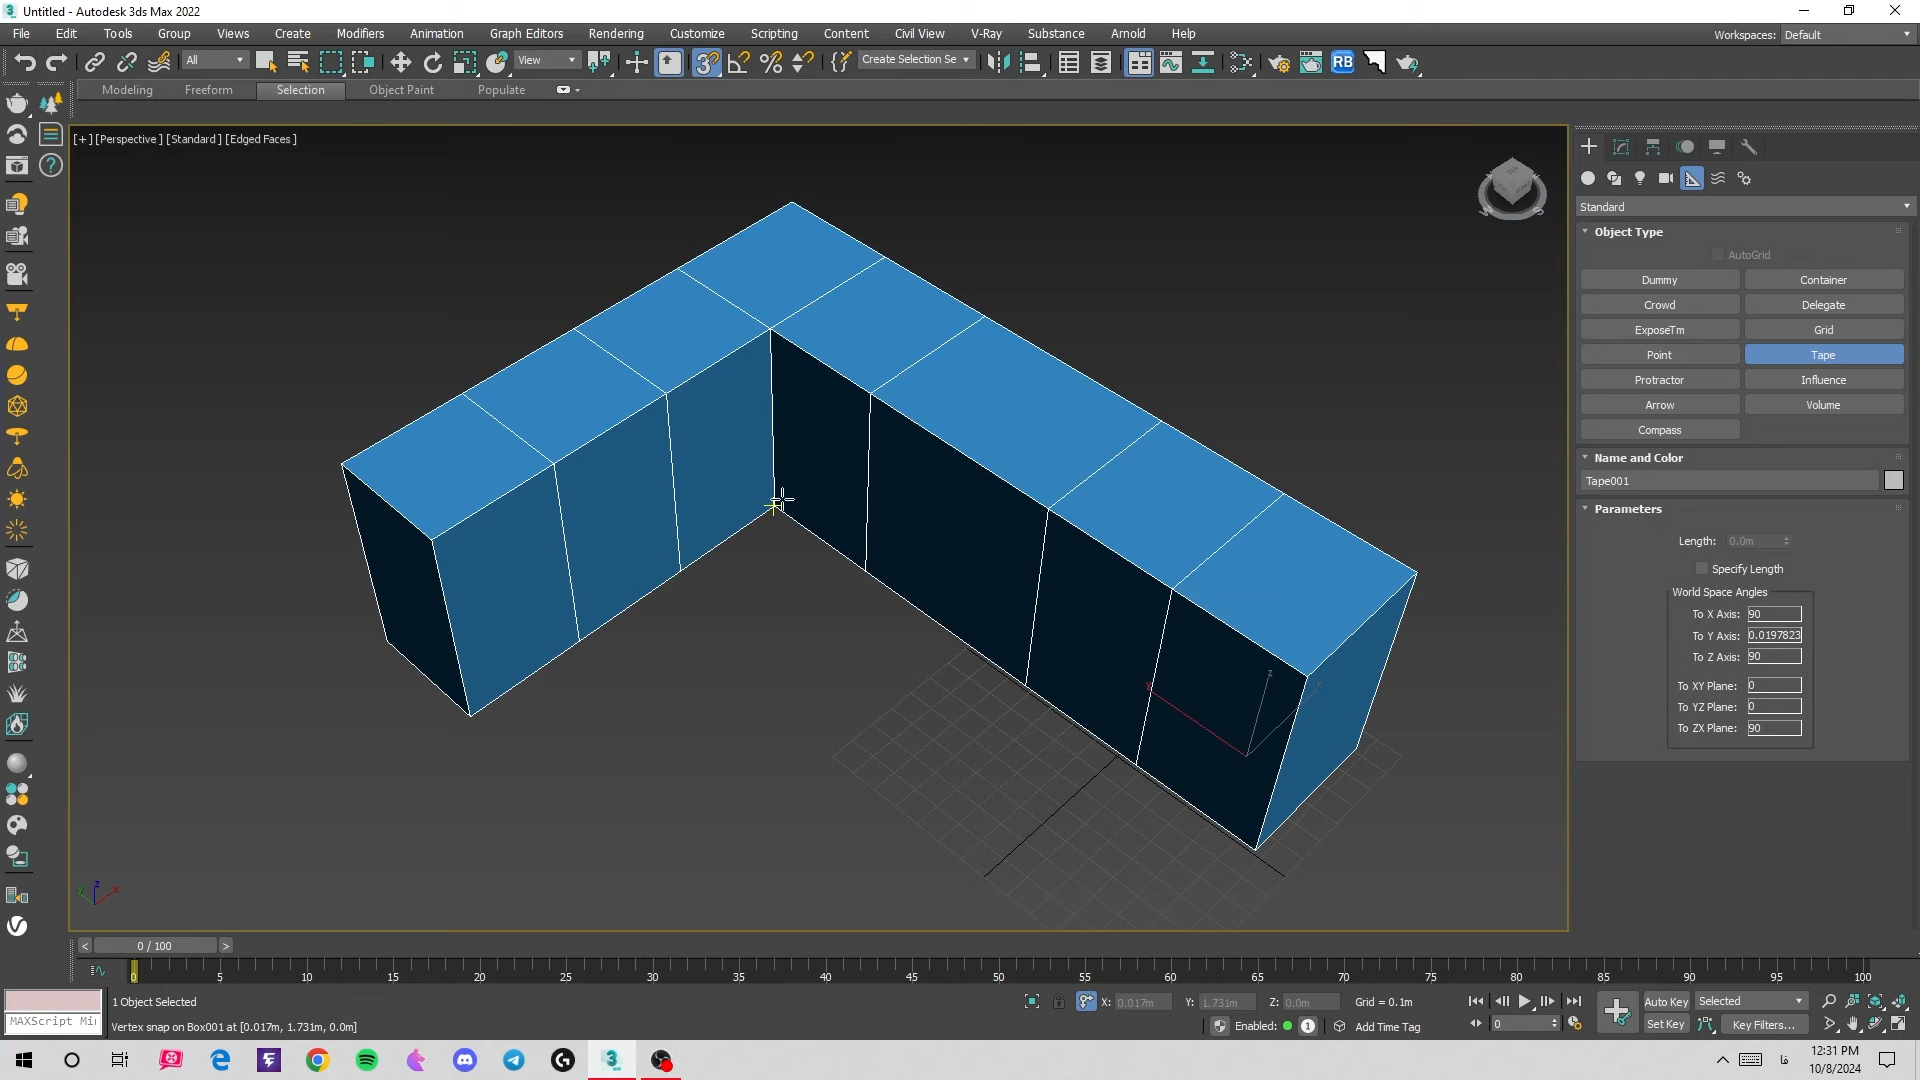 Untitled - Autodesk 3ds Max 2022
File Edit Tools Group Views Create Modifiers Animation Graph Editors Rendering Customize Scripting Content Civil View V-Ray Substance Arnold Help
Workspaces: Default
All View Create Selection Se RB
Modeling Freeform Selection Object Paint Populate
[+] [Perspective ] [Standard ] [Edged Faces ]
Standard
Object Type
AutoGrid
Dummy Container
Crowd Delegate
ExposeTm Grid
Point Tape
Protractor Influence
Arrow Volume
Compass
Name and Color
Tape001
Parameters
Length: 0.0m
Specify Length
World Space Angles
To X Axis: 90
To Y Axis: 0.0197823
To Z Axis: 90
To XY Plane: 0
To YZ Plane: 0
To ZX Plane: 90
< 0 / 100 >
0 5 10 15 20 25 30 35 40 45 50 55 60 65 70 75 80 85 90 95 100
1 Object Selected
X: 0.017m Y: 1.731m Z: 0.0m Grid = 0.1m
Auto Key Selected
MAXScript Mi
Vertex snap on Box001 at [0.017m, 1.731m, 0.0m]
Enabled: 1 Add Time Tag
0
Set Key Key Filters...
12:31 PM
10/8/2024
فا